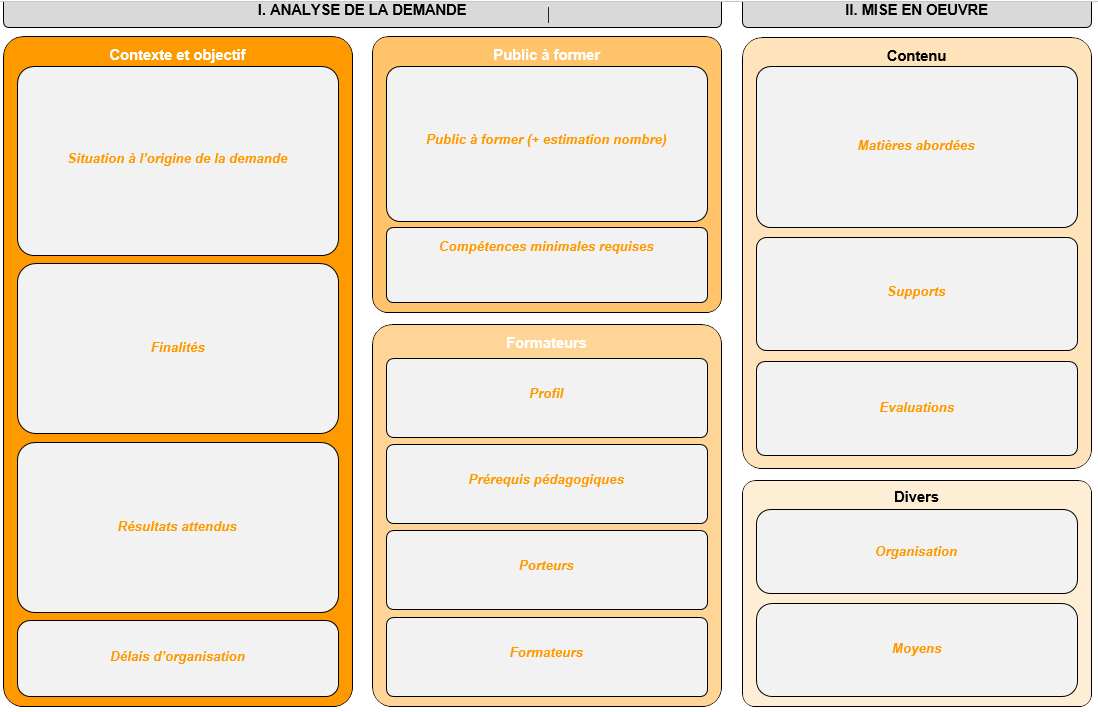 I. ANALYSE DE LA DEMANDE
II. MISE EN OEUVRE
Contexte et objectif
Situation à l’origine de la demande
Finalités
Résultats attendus
Délais d’organisation
Public à former
Public à former (+ estimation nombre)
Compétences minimales requises
Formateurs
Profil
Prérequis pédagogiques
Porteurs
Formateurs
Contenu
Matières abordées
Supports
Evaluations
Divers
Organisation
Moyens